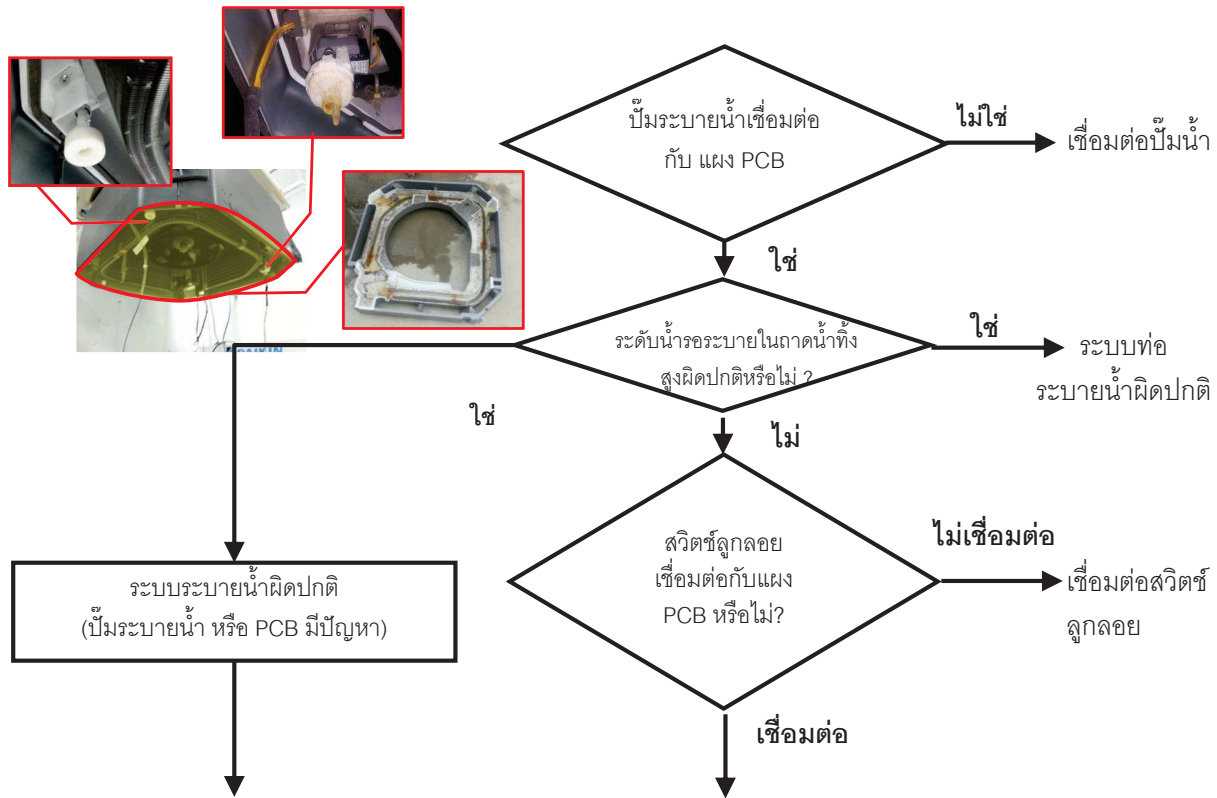 ปั๊มระบายน้ำเชื่อมต่อ
กับ แผง PCB
ไม่ใช่
เชื่อมต่อปั๊มน้ำ
ใช่
ระดับน้ำรอระบายในถาดน้ำทิ้ง
สูงผิดปกติหรือไม่ ?
ใช่
ระบบท่อ
ระบายน้ำผิดปกติ
ใช่
ไม่
สวิตช์ลูกลอย
เชื่อมต่อกับแผง
PCB หรือไม่?
ไม่เชื่อมต่อ
เชื่อมต่อสวิตช์
ลูกลอย
ระบบระบายน้ำผิดปกติ
(ปั๊มระบายน้ำ หรือ PCB มีปัญหา)
เชื่อมต่อ